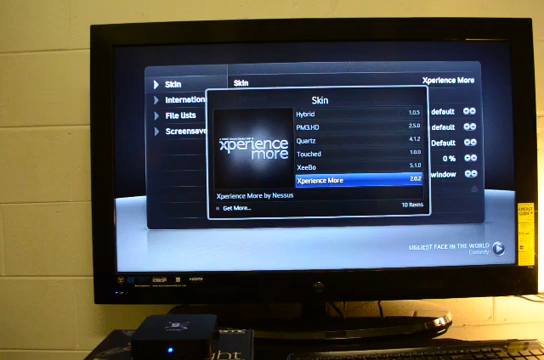 Skin
Skin
Xperience More
Internation
File lists
Screensave
default
default
Default
0 %
window
Skin
xperience
more
Hybrid 1.0.5
PM3.HD 2.5.0
Quartz 4.1.2
Touched 1.0.0
XeeBo 5.1.0
Xperience More 2.0.2
Xperience More by Nessus
Get More...
10 Items
UGLIEST FACE IN THE WORLD
Comedy